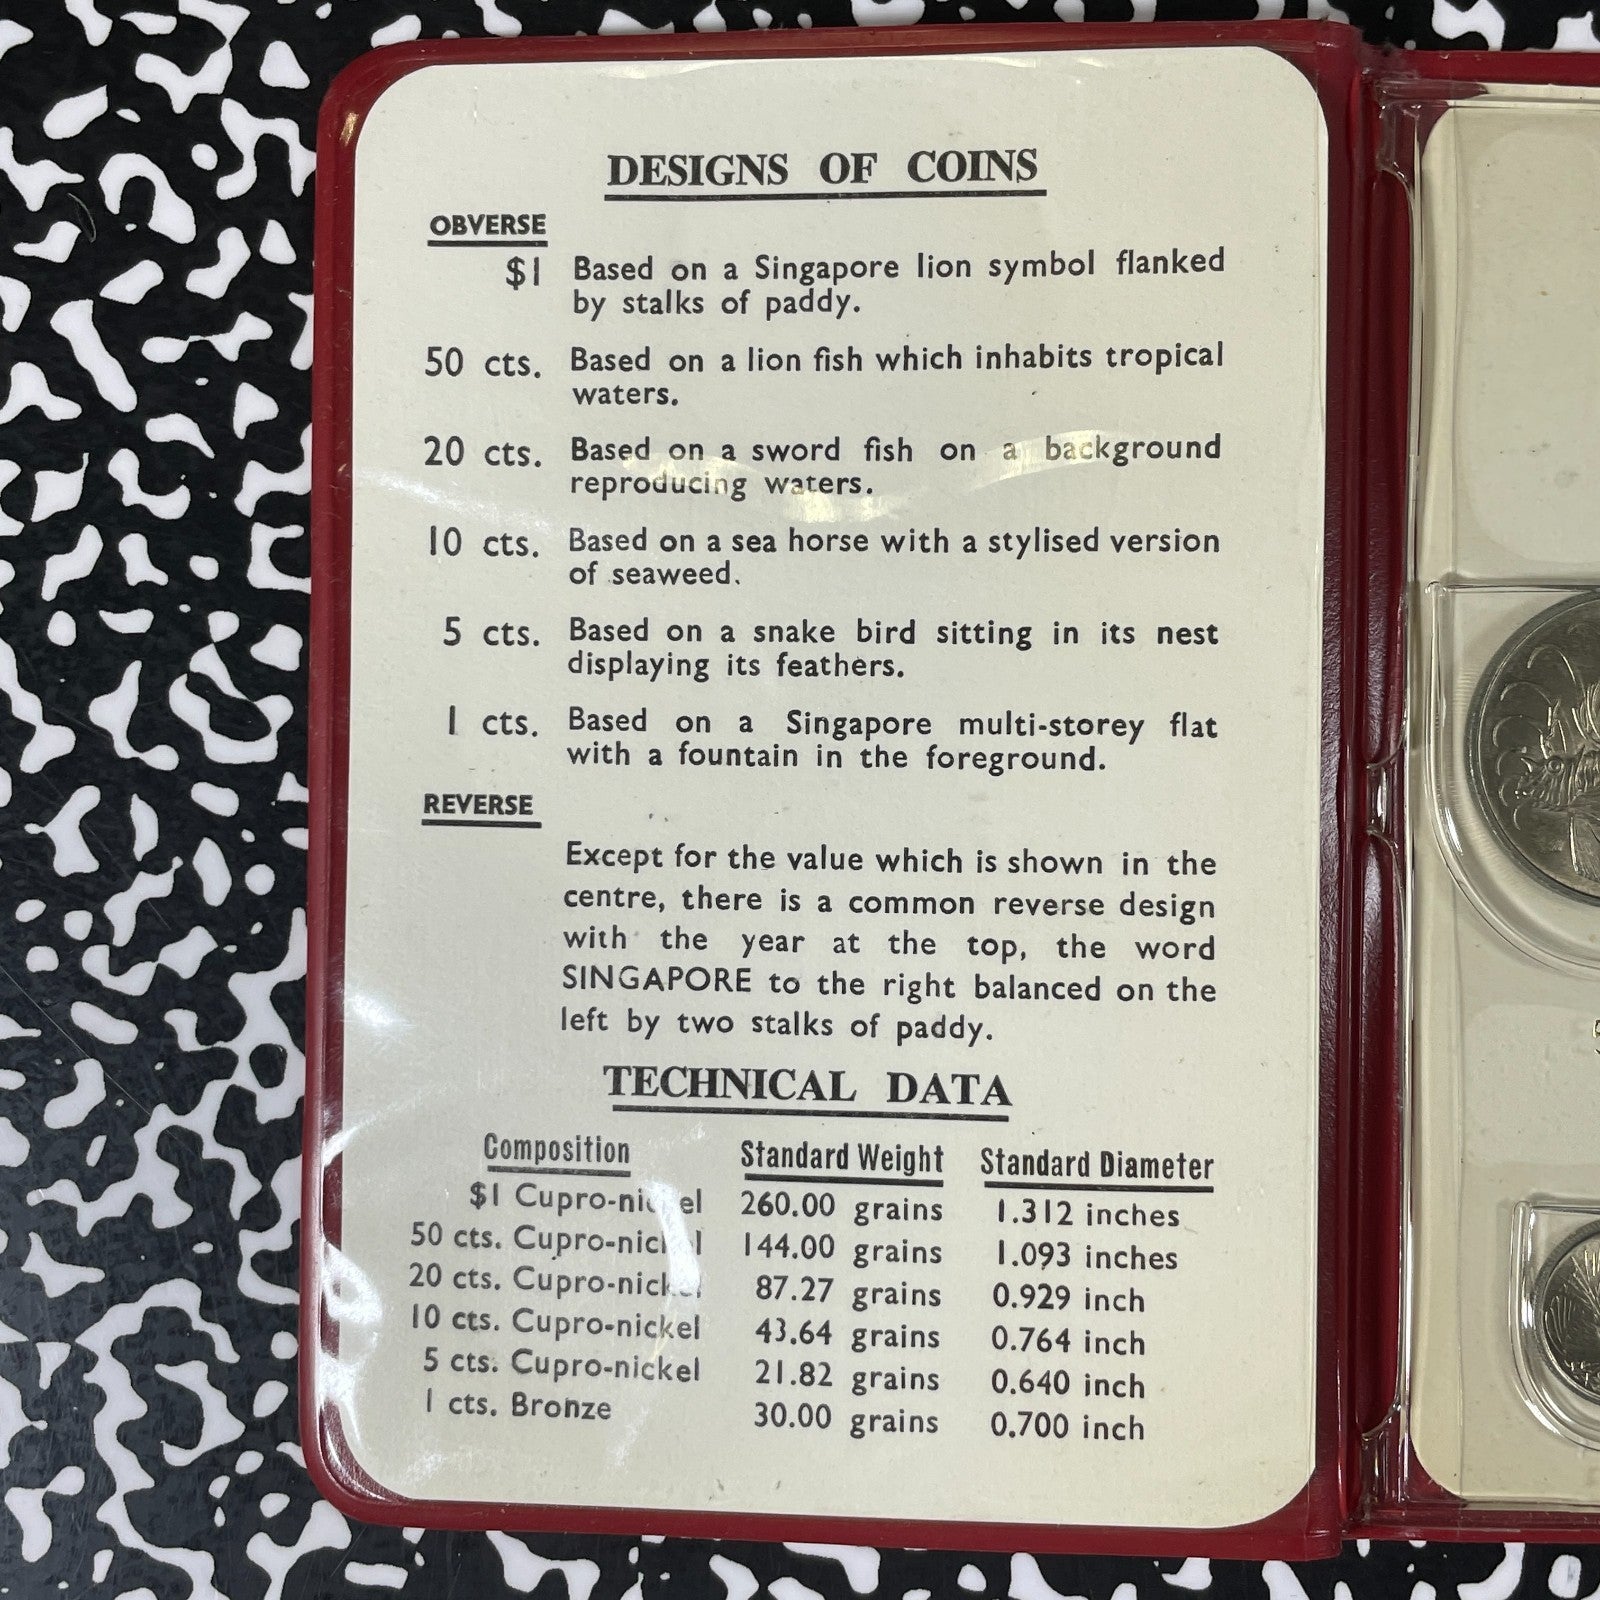 DESIGNS OF COINS
OBVERSE
$1 Based on a Singapore lion symbol flanked
by stalks of paddy.
50 cts. Based on a lion fish which inhabits tropical
waters.
20 cts. Based on a sword fish on a background
reproducing waters.
10 cts. Based on a sea horse with a stylised version
of seaweed.
5 cts. Based on a snake bird sitting in its nest
displaying its feathers.
1 cts. Based on a Singapore multi-storey flat
with a fountain in the foreground.
REVERSE
Except for the value which is shown in the
centre, there is a common reverse design
with the year at the top, the word
SINGAPORE to the right balanced on the
left by two stalks of paddy.
TECHNICAL DATA
Composition Standard Weight Standard Diameter
$1 Cupro-nickel 260.00 grains 1.312 inches
50 cts. Cupro-nickel 144.00 grains 1.093 inches
20 cts. Cupro-nickel 87.27 grains 0.929 inch
10 cts. Cupro-nickel 43.64 grains 0.764 inch
5 cts. Cupro-nickel 21.82 grains 0.640 inch
1 cts. Bronze 30.00 grains 0.700 inch